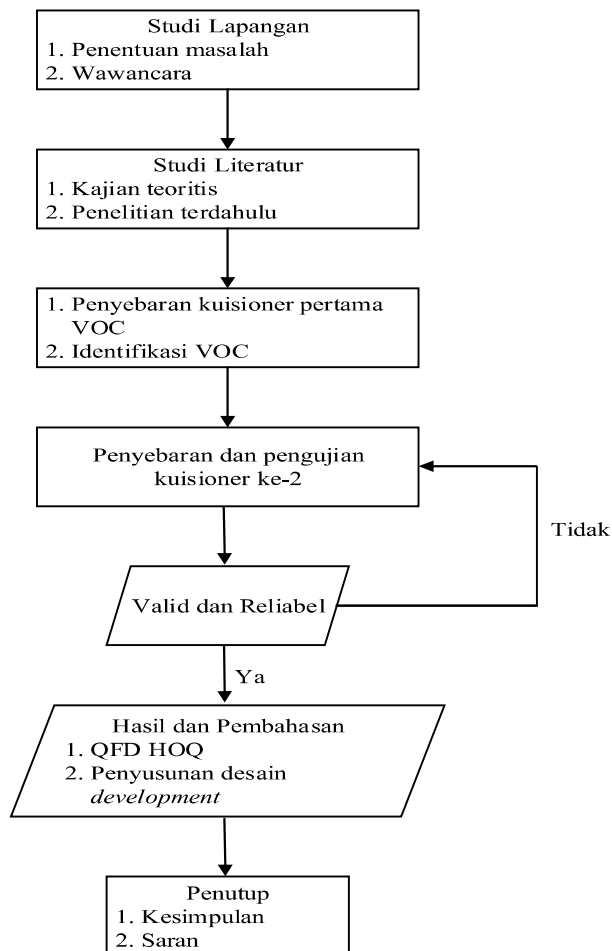 Studi Lapangan
1. Penentuan masalah
2. Wawancara
Studi Literatur
1. Kajian teoritis
2. Penelitian terdahulu
1. Penyebaran kuisioner pertama
VOC
2. Identifikasi VOC
Penyebaran dan pengujian
kuisioner ke-2
Tidak
Valid dan Reliabel
Ya
Hasil dan Pembahasan
1. QFD HOQ
2. Penyusunan desain
development
Penutup
1. Kesimpulan
2. Saran